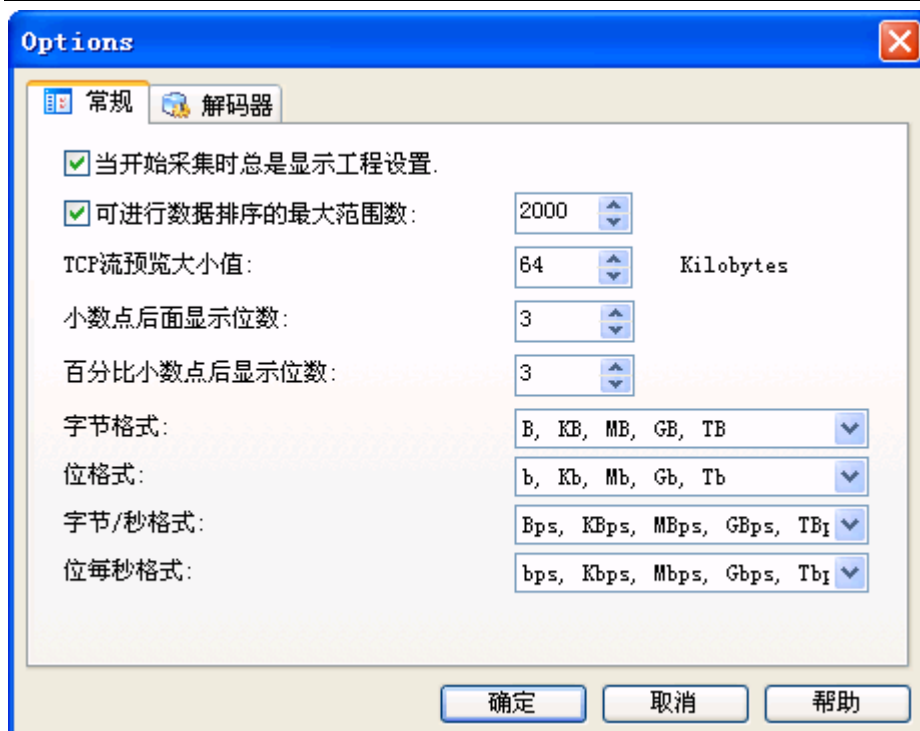 Options
常规 解码器
当开始采集时总是显示工程设置.
可进行数据排序的最大范围数: 2000
TCP流预览大小值: 64 Kilobytes
小数点后面显示位数: 3
百分比小数点后显示位数: 3
字节格式: B, KB, MB, GB, TB
位格式: b, Kb, Mb, Gb, Tb
字节/秒格式: Bps, KBps, MBps, GBps,
位每秒格式: bps, Kbps, Mbps, Gbps,
确定 取消 帮助